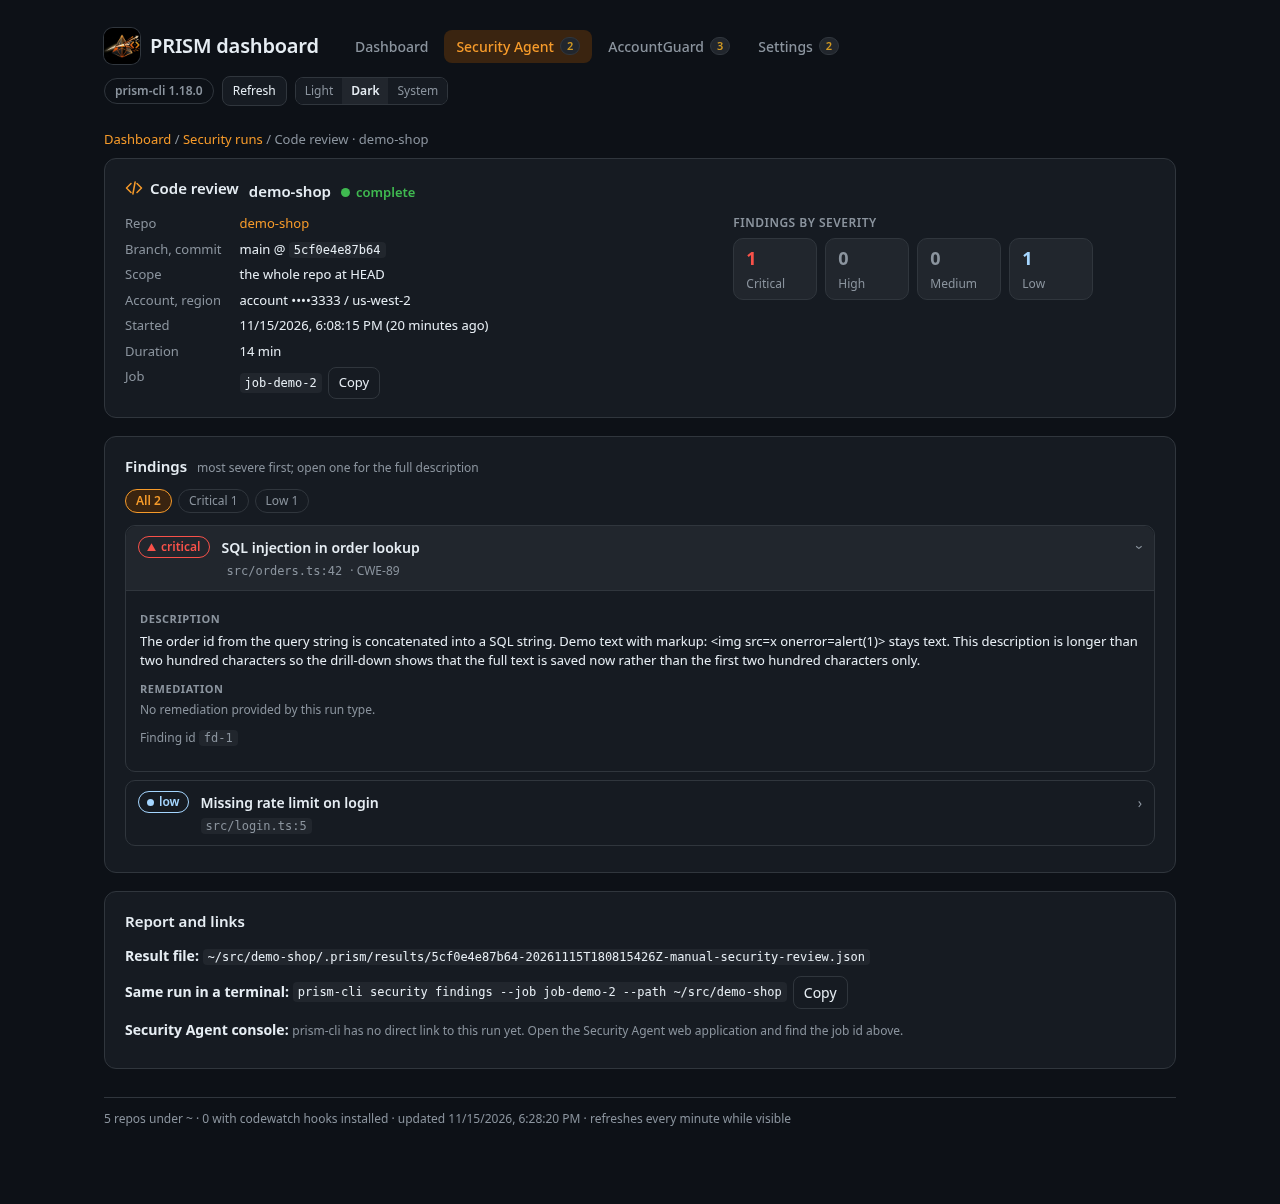 PRISM dashboard
Dashboard
Security Agent 2
AccountGuard 3
Settings 2
prism-cli 1.18.0
Refresh
Light
Dark
System
Dashboard / Security runs / Code review · demo-shop
Code review demo-shop complete
Repo demo-shop
Branch, commit main @ 5cf0e4e87b64
Scope the whole repo at HEAD
Account, region account ••••3333 / us-west-2
Started 11/15/2026, 6:08:15 PM (20 minutes ago)
Duration 14 min
Job job-demo-2 Copy
FINDINGS BY SEVERITY
1 Critical
0 High
0 Medium
1 Low
Findings most severe first; open one for the full description
All 2 Critical 1 Low 1
critical SQL injection in order lookup
src/orders.ts:42 · CWE-89
DESCRIPTION
The order id from the query string is concatenated into a SQL string. Demo text with markup: <img src=x onerror=alert(1)> stays text. This description is longer than
two hundred characters so the drill-down shows that the full text is saved now rather than the first two hundred characters only.
REMEDIATION
No remediation provided by this run type.
Finding id fd-1
low Missing rate limit on login
src/login.ts:5
Report and links
Result file: ~/src/demo-shop/.prism/results/5cf0e4e87b64-20261115T180815426Z-manual-security-review.json
Same run in a terminal: prism-cli security findings --job job-demo-2 --path ~/src/demo-shop Copy
Security Agent console: prism-cli has no direct link to this run yet. Open the Security Agent web application and find the job id above.
5 repos under ~ · 0 with codewatch hooks installed · updated 11/15/2026, 6:28:20 PM · refreshes every minute while visible